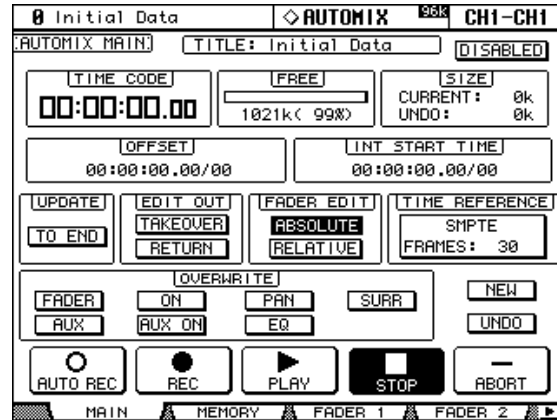 0 Initial Data ◇AUTOMIX 96K CH1-CH1
AUTOMIX MAIN TITLE: Initial Data DISABLED
TIME CODE FREE SIZE
00:00:00.00 1021k( 99%) CURRENT: 0k
UNDO: 0k
OFFSET INT START TIME
00:00:00.00/00 00:00:00.00/00
UPDATE EDIT OUT FADER EDIT TIME REFERENCE
TO END TAKEOVER ABSOLUTE SMPTE
RETURN RELATIVE FRAMES: 30
OVERWRITE
FADER ON PAN SURR NEW
AUX AUX ON EQ UNDO
AUTO REC REC PLAY STOP ABORT
MAIN MEMORY FADER 1 FADER 2